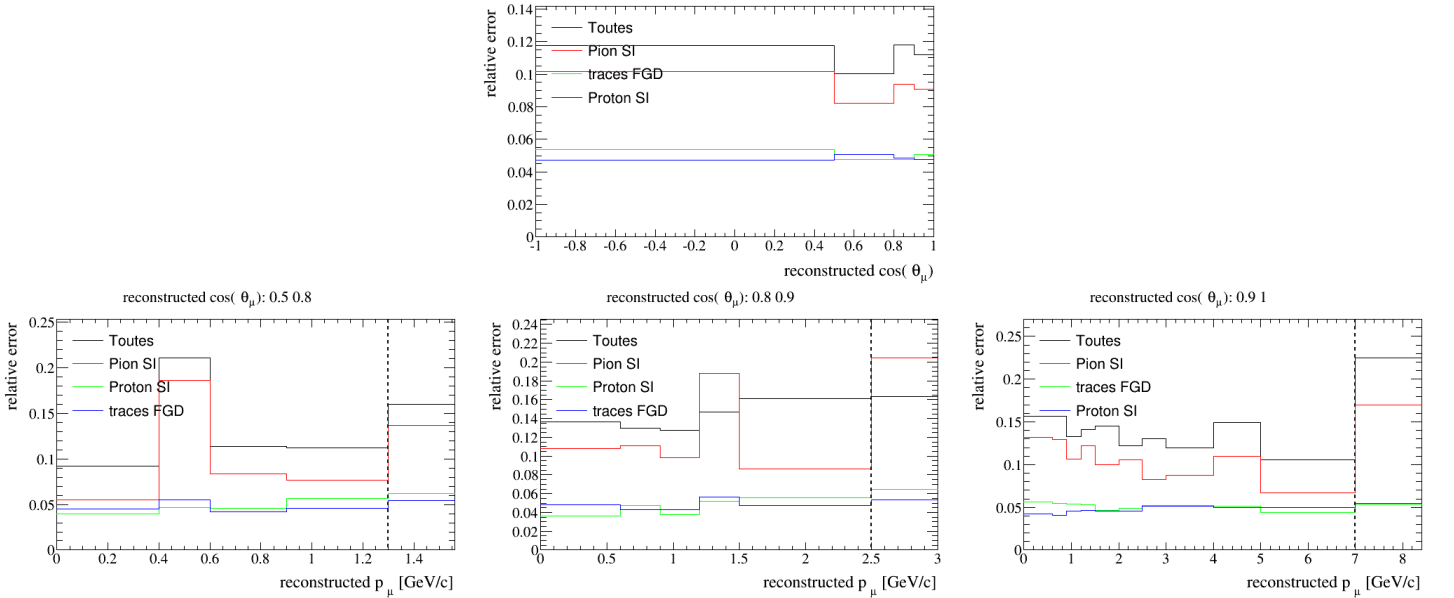 0.14
0.12
0.1
0.08
0.06
0.04
0.02
0
relative error
Toutes
Pion SI
traces FGD
Proton SI
-1 -0.8 -0.6 -0.4 -0.2 0 0.2 0.4 0.6 0.8 1
reconstructed cos( θμ)
reconstructed cos( θμ): 0.5 0.8
0.25
0.2
0.15
0.1
0.05
0
relative error
Toutes
Pion SI
Proton SI
traces FGD
0 0.2 0.4 0.6 0.8 1 1.2 1.4
reconstructed pμ [GeV/c]
reconstructed cos( θμ): 0.8 0.9
0.24
0.22
0.2
0.18
0.16
0.14
0.12
0.1
0.08
0.06
0.04
0.02
0
relative error
Toutes
Pion SI
Proton SI
traces FGD
0 0.5 1 1.5 2 2.5 3
reconstructed pμ [GeV/c]
reconstructed cos( θμ): 0.9 1
0.25
0.2
0.15
0.1
0.05
0
relative error
Toutes
Pion SI
traces FGD
Proton SI
0 1 2 3 4 5 6 7 8
reconstructed pμ [GeV/c]